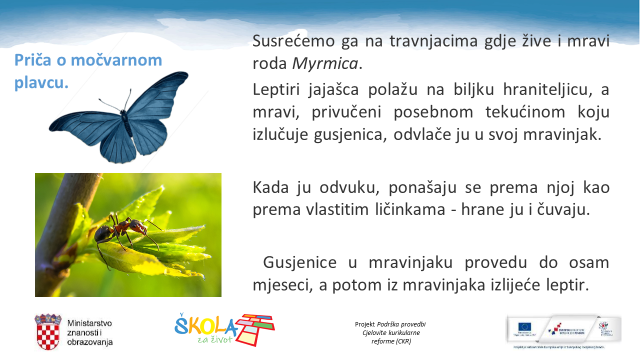 Priča o močvarnom
plavcu.
Susrećemo ga na travnjacima gdje žive i mravi
roda Myrmica.
Leptiri jajašca polažu na biljku hraniteljicu, a
mravi, privučeni posebnom tekućinom koju
izlučuje gusjenica, odvlače ju u svoj mravinjak.
Kada ju odvuku, ponašaju se prema njoj kao
prema vlastitim ličinkama - hrane ju i čuvaju.
Gusjenice u mravinjaku provedu do osam
mjeseci, a potom iz mravinjaka izlijeće leptir.
Ministarstvo
znanosti i
obrazovanja
ŠKOLA
za život
Projekt Podrška provedbi
Cjelovite kurikularne
reforme (CKR)